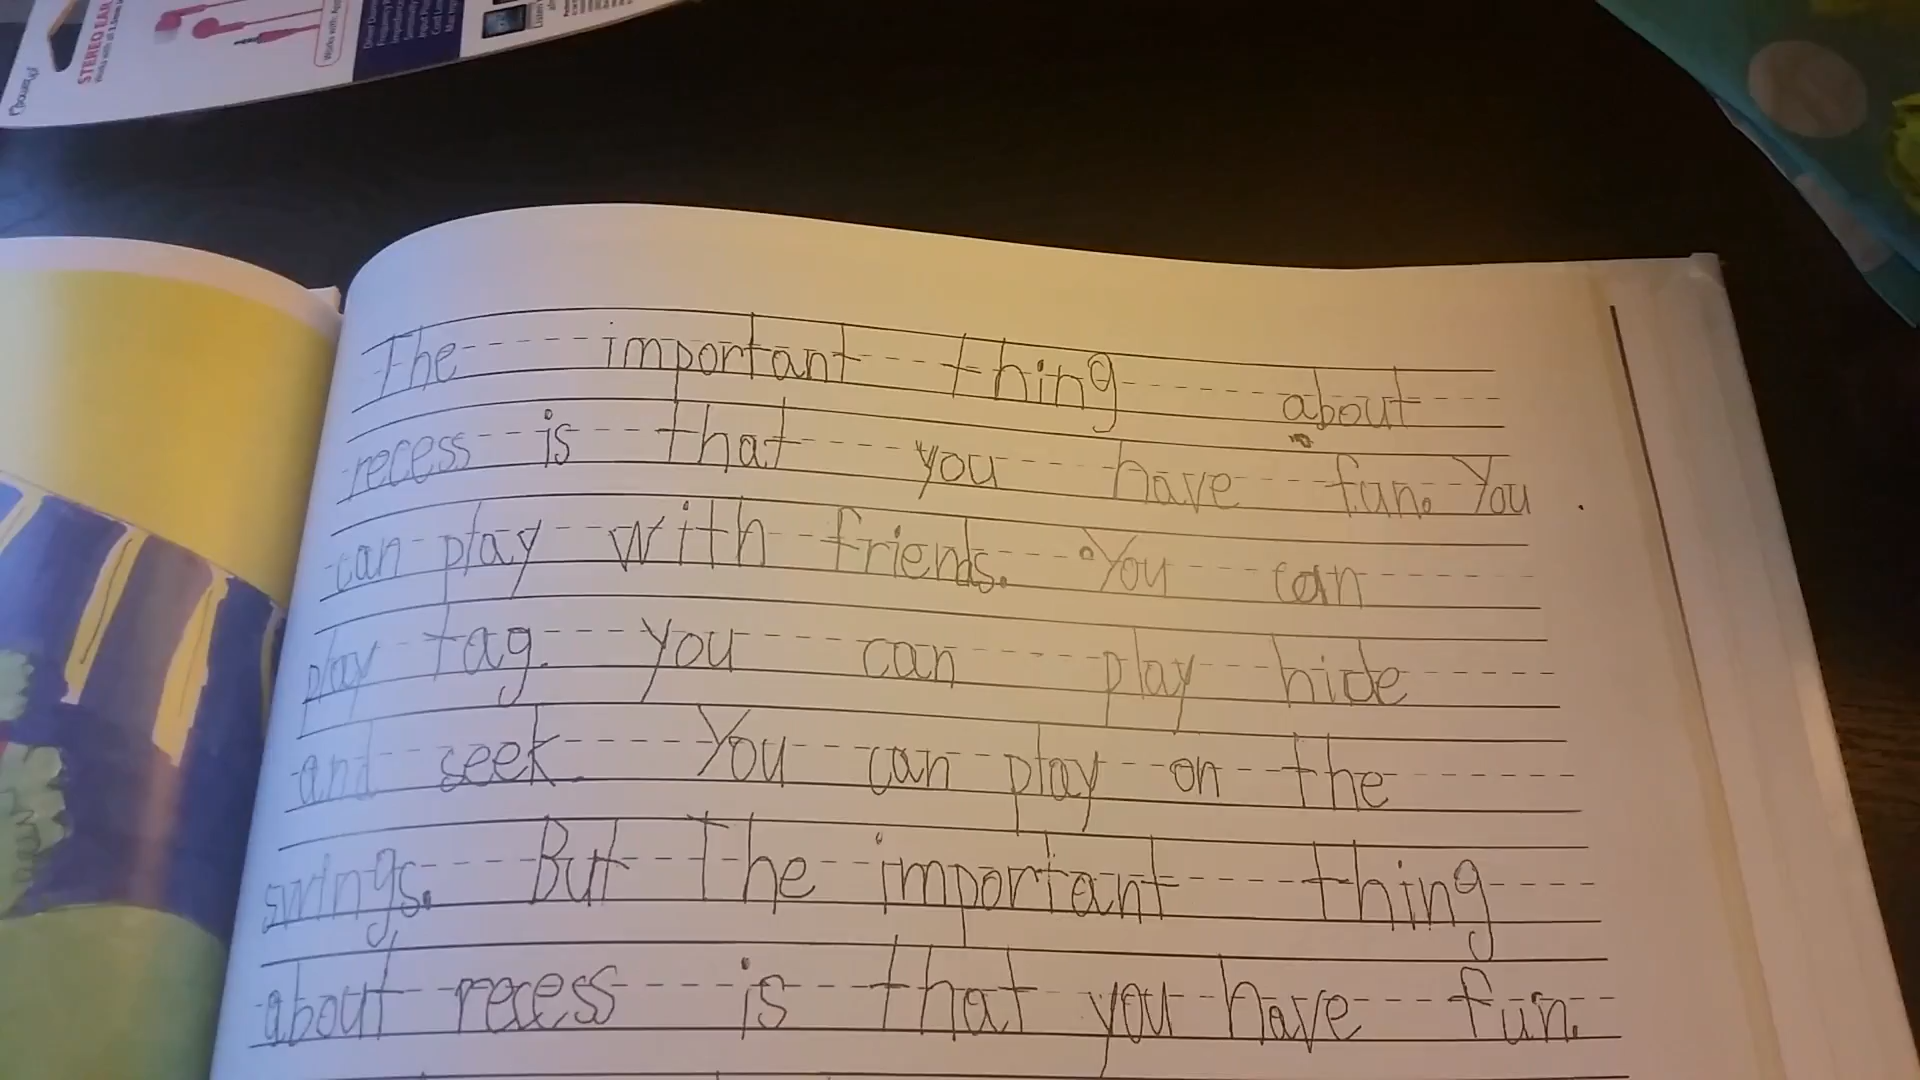 STEREO EAR
The important thing about
recess is that you have fun. You
can play with friends. You can
play tag. you can play hide
and seek. You can play on the
swings. But the important thing
about recess is that you have fun.